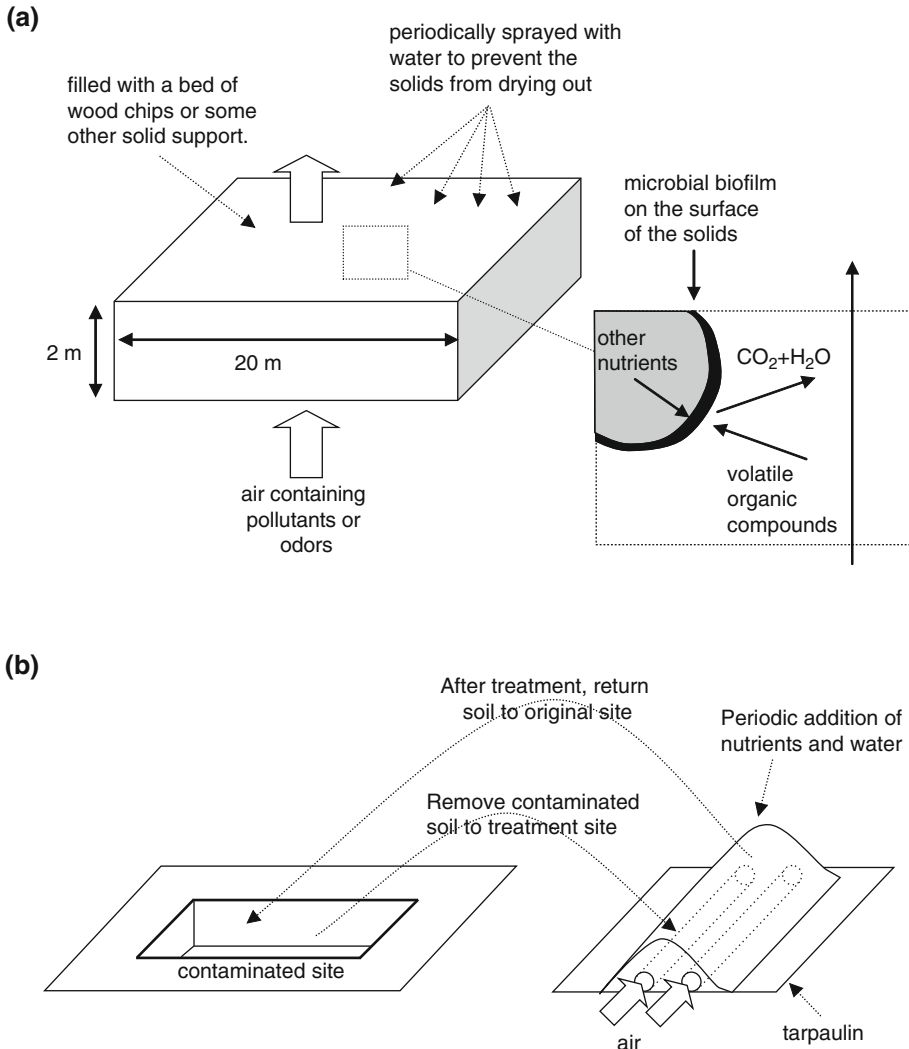 (a)
periodically sprayed with
water to prevent the
solids from drying out
filled with a bed of
wood chips or some
other solid support.
microbial biofilm
on the surface
of the solids
2 m
20 m
other
nutrients
CO₂+H₂O
volatile
organic
compounds
air containing
pollutants or
odors
(b)
After treatment, return
soil to original site
Periodic addition of
nutrients and water
Remove contaminated
soil to treatment site
contaminated site
air
tarpaulin